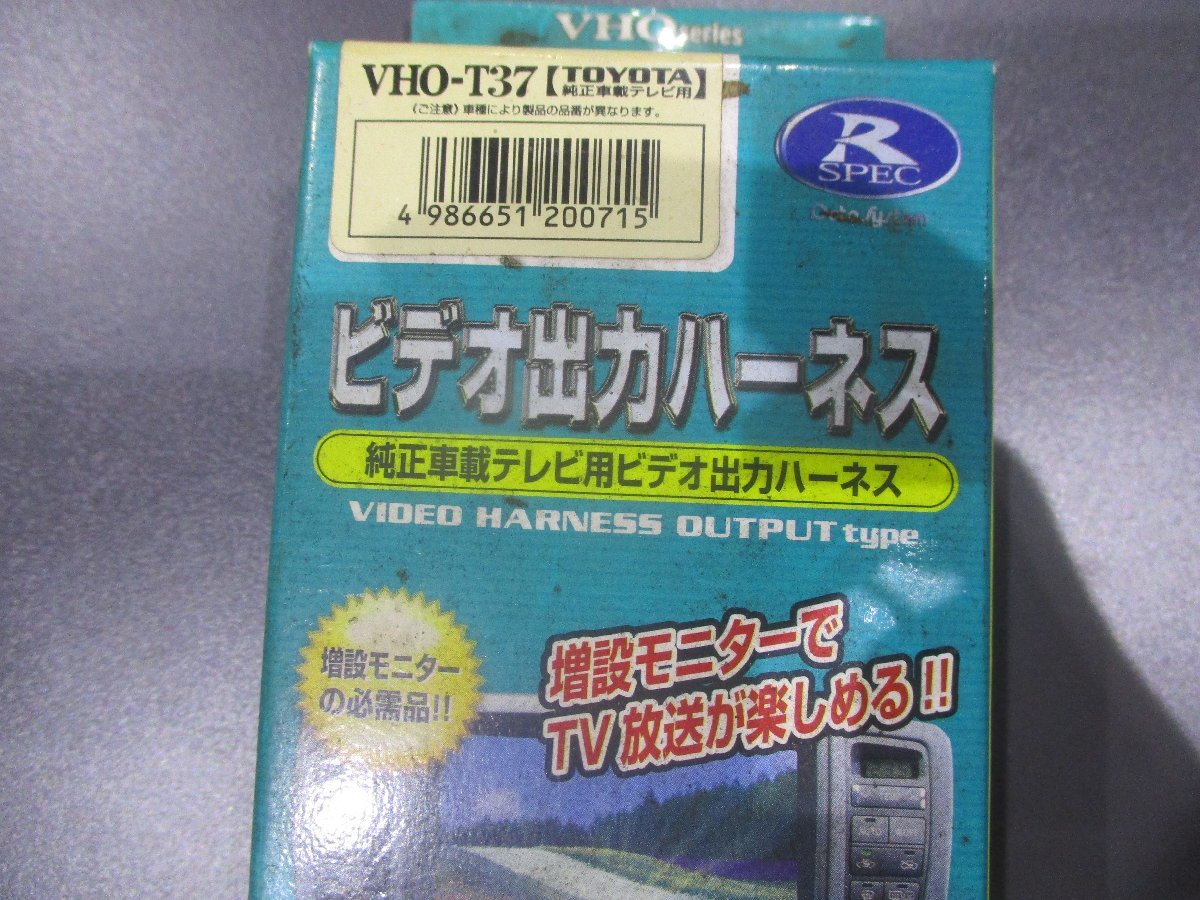 VHO series
VHO-T37【TOYOTA 純正車載テレビ用】
(ご注意)車種により製品の品番が異なります。
4 986651 200715
R
SPEC
Data System
ビデオ出力ハーネス
純正車載テレビ用ビデオ出力ハーネス
VIDEO HARNESS OUTPUT type
増設モニター
の必需品!!
増設モニターで
TV放送が楽しめる!!